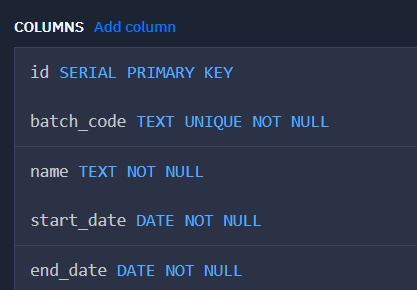 COLUMNS Add column
id SERIAL PRIMARY KEY
batch_code TEXT UNIQUE NOT NULL
name TEXT NOT NULL
start_date DATE NOT NULL
end_date DATE NOT NULL